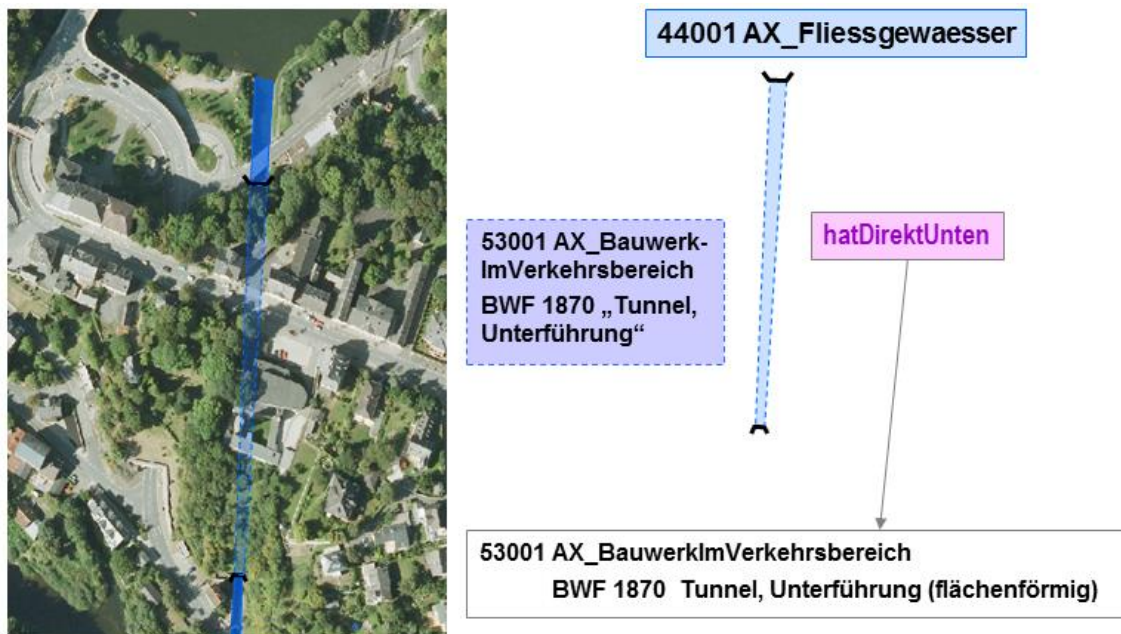 44001 AX_Fliessgewaesser
53001 AX_Bauwerk-
ImVerkehrsbereich
BWF 1870 „Tunnel,
Unterführung“
hatDirektUnten
53001 AX_BauwerkImVerkehrsbereich
BWF 1870 Tunnel, Unterführung (flächenförmig)